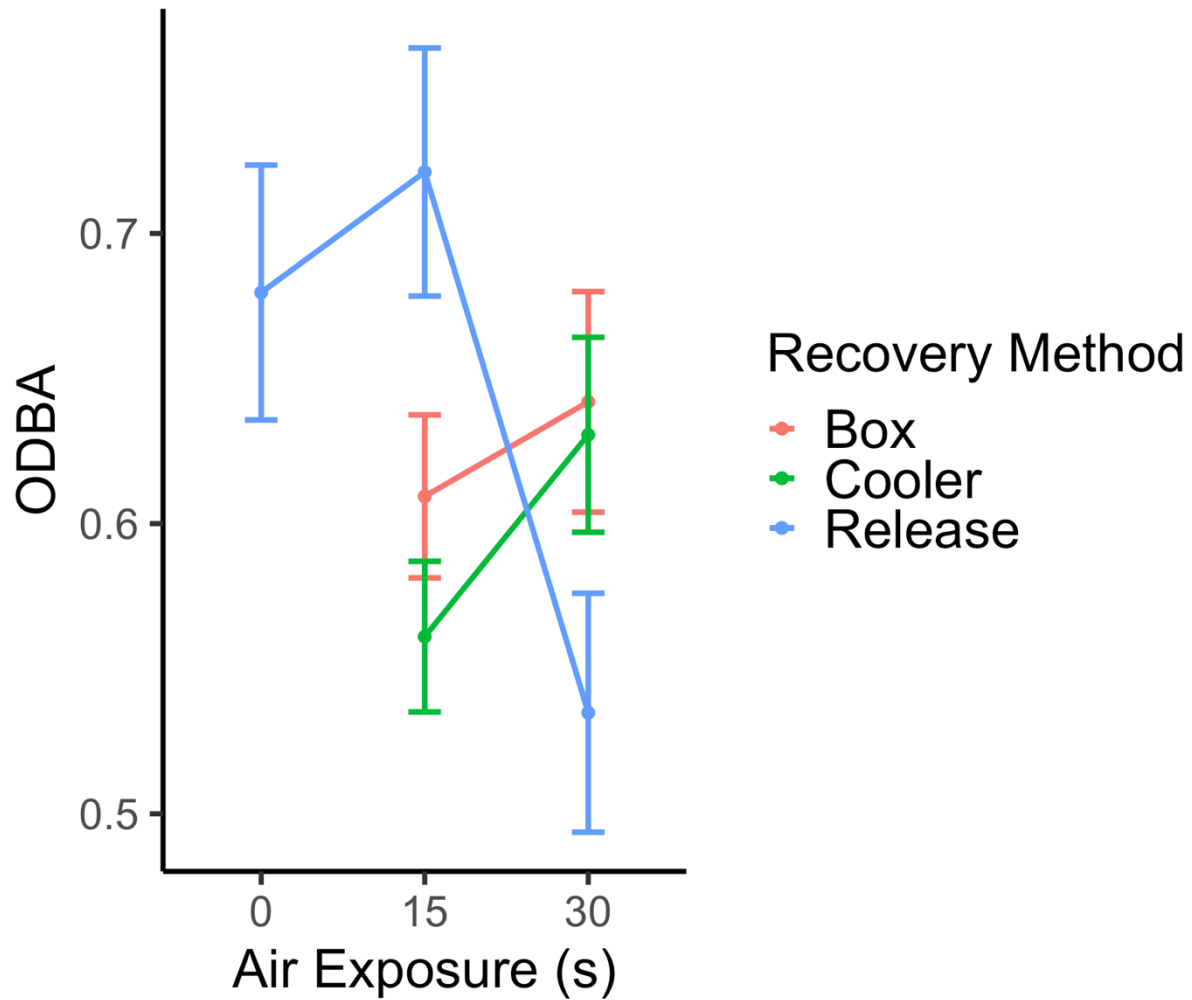 ODBA
0.7
0.6
0.5
0 15 30
Air Exposure (s)
Recovery Method
Box
Cooler
Release